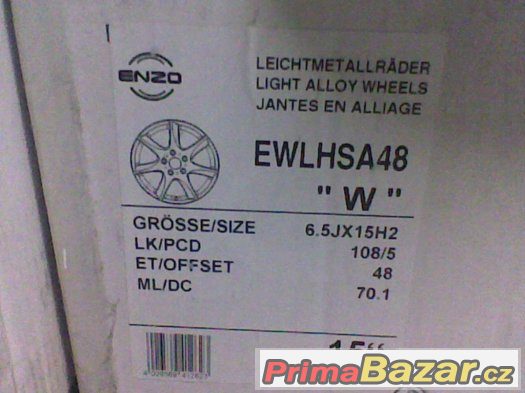 ENZO
LEICHTMETALLRÄDER
LIGHT ALLOY WHEELS
JANTES EN ALLIAGE
EWLHSA48
"W"
GRÖSSE/SIZE 6.5JX15H2
LK/PCD 108/5
ET/OFFSET 48
ML/DC 70.1
15"
PrimaBazar.cz